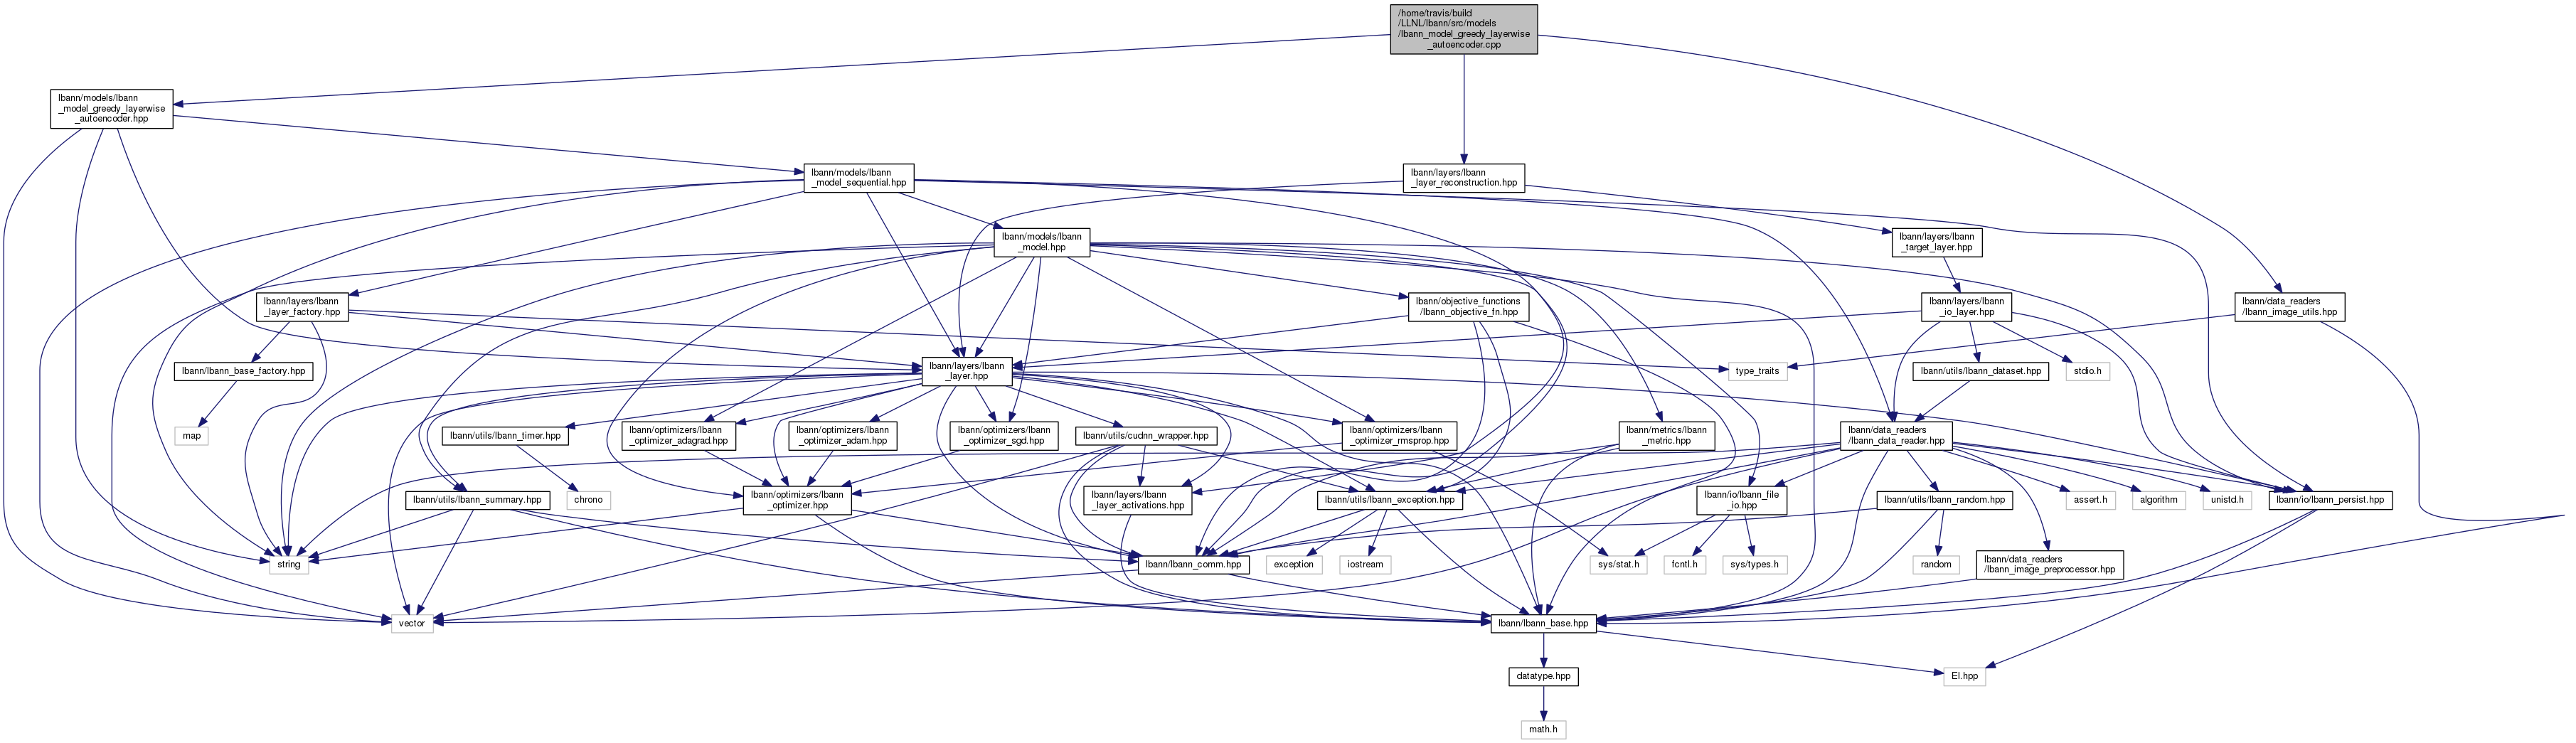 /home/travis/build
/LLNL/lbann/src/models
/lbann_model_greedy_layerwise
_autoencoder.cpp
lbann/models/lbann
_model_greedy_layerwise
_autoencoder.hpp
lbann/models/lbann
_model_sequential.hpp
lbann/layers/lbann
_layer_reconstruction.hpp
lbann/models/lbann
_model.hpp
lbann/layers/lbann
_target_layer.hpp
lbann/layers/lbann
_layer_factory.hpp
lbann/objective_functions
/lbann_objective_fn.hpp
lbann/layers/lbann
_io_layer.hpp
lbann/data_readers
/lbann_image_utils.hpp
lbann/lbann_base_factory.hpp
lbann/layers/lbann
_layer.hpp
type_traits
lbann/utils/lbann_dataset.hpp
stdio.h
map
lbann/utils/lbann_timer.hpp
lbann/optimizers/lbann
_optimizer_adagrad.hpp
lbann/optimizers/lbann
_optimizer_adam.hpp
lbann/optimizers/lbann
_optimizer_sgd.hpp
lbann/utils/cudnn_wrapper.hpp
lbann/optimizers/lbann
_optimizer_rmsprop.hpp
lbann/metrics/lbann
_metric.hpp
lbann/data_readers
/lbann_data_reader.hpp
lbann/utils/lbann_summary.hpp
chrono
lbann/optimizers/lbann
_optimizer.hpp
lbann/layers/lbann
_layer_activations.hpp
lbann/utils/lbann_exception.hpp
lbann/io/lbann_file
_io.hpp
lbann/utils/lbann_random.hpp
assert.h
algorithm
unistd.h
lbann/io/lbann_persist.hpp
string
lbann/lbann_comm.hpp
exception
iostream
sys/stat.h
fcntl.h
sys/types.h
random
lbann/data_readers
/lbann_image_preprocessor.hpp
vector
lbann/lbann_base.hpp
datatype.hpp
El.hpp
math.h